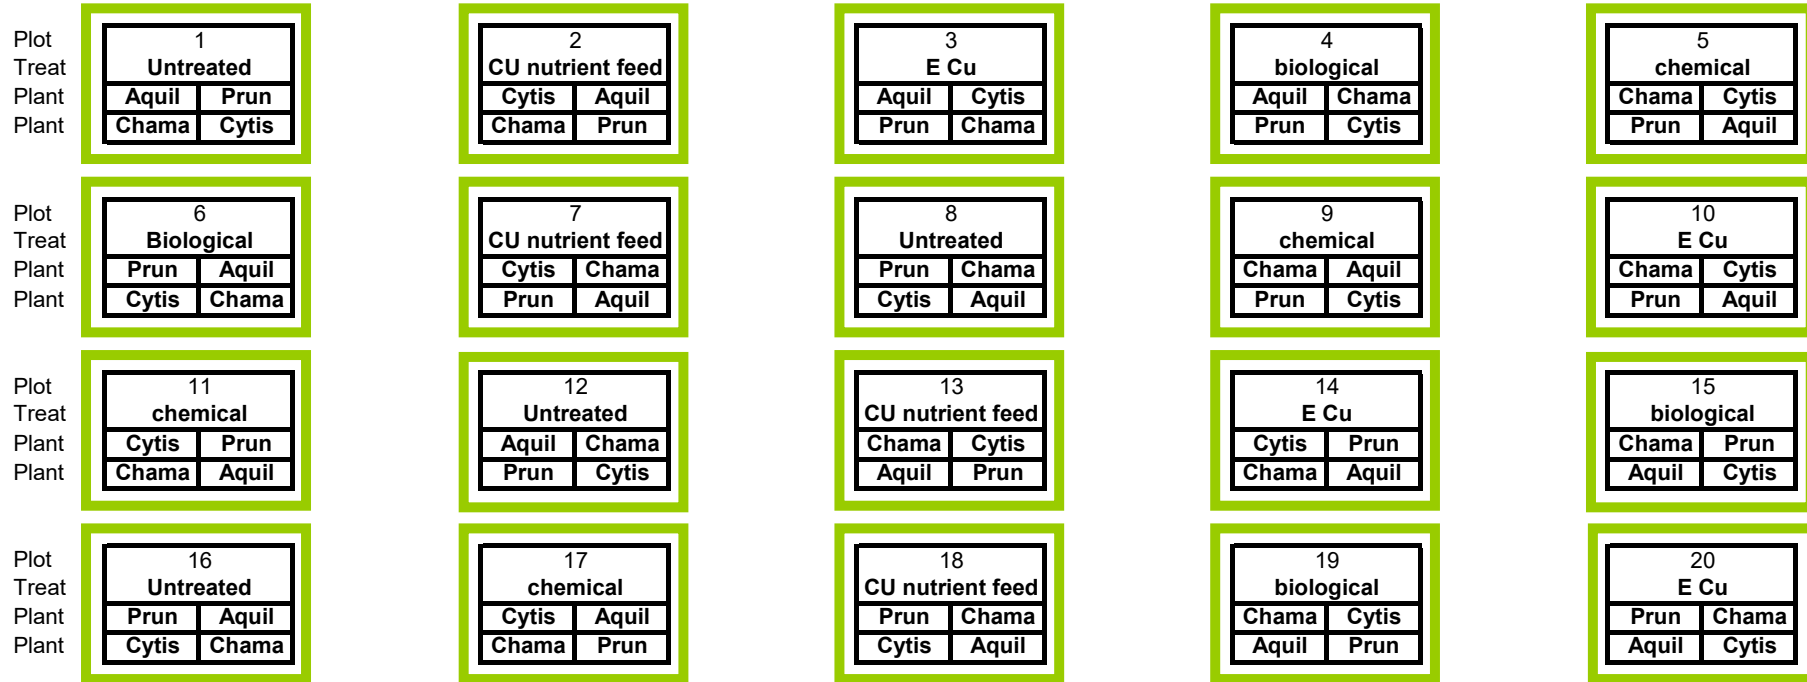 Plot 1 2 3 4 5
Treat Untreated CU nutrient feed E Cu biological chemical
Plant Aquil Prun Cytis Aquil Aquil Cytis Aquil Chama Chama Cytis
Plant Chama Cytis Chama Prun Prun Chama Prun Cytis Prun Aquil
Plot 6 7 8 9 10
Treat Biological CU nutrient feed Untreated chemical E Cu
Plant Prun Aquil Cytis Chama Prun Chama Chama Aquil Chama Cytis
Plant Cytis Chama Prun Aquil Cytis Aquil Prun Cytis Prun Aquil
Plot 11 12 13 14 15
Treat chemical Untreated CU nutrient feed E Cu biological
Plant Cytis Prun Aquil Chama Chama Cytis Cytis Prun Chama Prun
Plant Chama Aquil Prun Cytis Aquil Prun Chama Aquil Aquil Cytis
Plot 16 17 18 19 20
Treat Untreated chemical CU nutrient feed biological E Cu
Plant Prun Aquil Cytis Aquil Prun Chama Chama Cytis Prun Chama
Plant Cytis Chama Chama Prun Cytis Aquil Aquil Prun Aquil Cytis